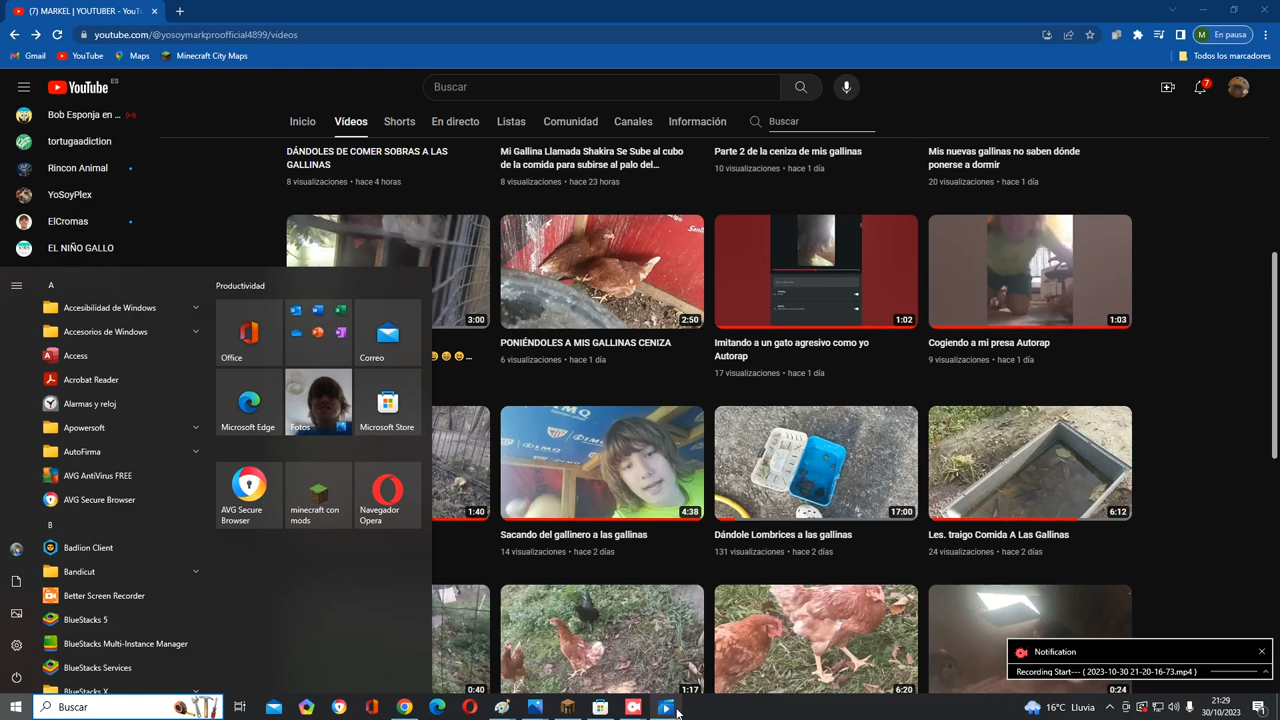 (7) MARKEL | YOUTUBER - YouTu
youtube.com/@yosoymarkproofficial4899/videos
M En pausa
Gmail YouTube Maps Minecraft City Maps Todos los marcadores
YouTube ES
Buscar
7
Bob Esponja en ...
tortugaadiction
Rincon Animal
YoSoyPlex
ElCromas
EL NIÑO GALLO
Inicio Vídeos Shorts En directo Listas Comunidad Canales Información Buscar
DÁNDOLES DE COMER SOBRAS A LAS
GALLINAS
8 visualizaciones • hace 4 horas
Mi Gallina Llamada Shakira Se Sube al cubo
de la comida para subirse al palo del...
8 visualizaciones • hace 23 horas
Parte 2 de la ceniza de mis gallinas
10 visualizaciones • hace 1 día
Mis nuevas gallinas no saben dónde
ponerse a dormir
20 visualizaciones • hace 1 día
3:00
2:50
PONIÉNDOLES A MIS GALLINAS CENIZA
6 visualizaciones • hace 1 día
1:02
Imitando a un gato agresivo como yo
Autorap
17 visualizaciones • hace 1 día
1:03
Cogiendo a mi presa Autorap
9 visualizaciones • hace 1 día
1:40
4:38
Sacando del gallinero a las gallinas
14 visualizaciones • hace 2 días
17:00
Dándole Lombrices a las gallinas
131 visualizaciones • hace 2 días
6:12
Les. traigo Comida A Las Gallinas
24 visualizaciones • hace 2 días
0:40
1:17
6:20
0:24
A
Accesibilidad de Windows
Accesorios de Windows
Access
Acrobat Reader
Alarmas y reloj
Apowersoft
AutoFirma
AVG AntiVirus FREE
AVG Secure Browser
B
Badlion Client
Bandicut
Better Screen Recorder
BlueStacks 5
BlueStacks Multi-Instance Manager
BlueStacks Services
BlueStacks X
Productividad
Office
Correo
Microsoft Edge
Fotos
Microsoft Store
AVG Secure
Browser
minecraft con
mods
Navegador
Opera
Notification
Recording Start--- ( 2023-10-30 21-20-16-73.mp4 )
Buscar
16°C Lluvia
21:29
30/10/2023
1